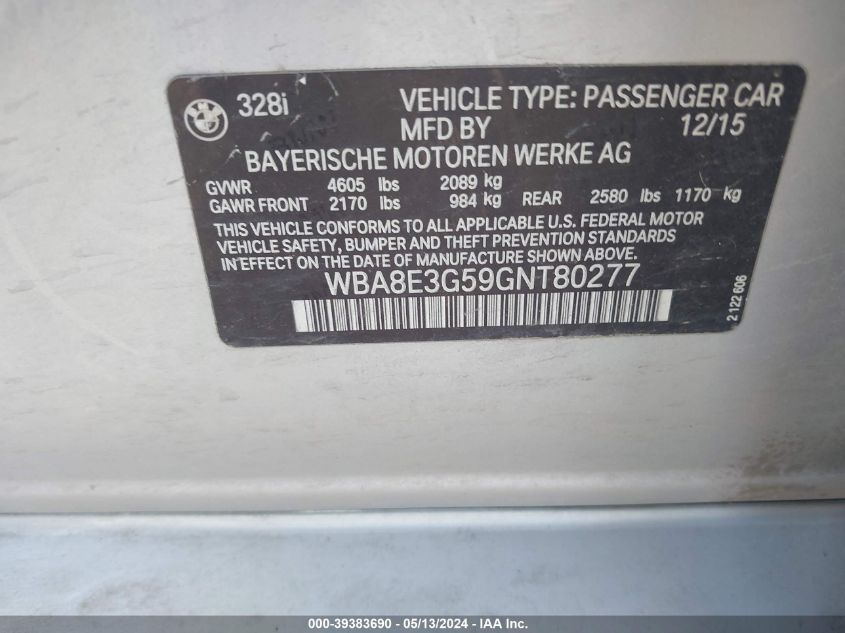 BMW
328i VEHICLE TYPE: PASSENGER CAR
MFD BY 12/15
BAYERISCHE MOTOREN WERKE AG
GVWR 4605 lbs 2089 kg
GAWR FRONT 2170 lbs 984 kg REAR 2580 lbs 1170 kg
THIS VEHICLE CONFORMS TO ALL APPLICABLE U.S. FEDERAL MOTOR
VEHICLE SAFETY, BUMPER AND THEFT PREVENTION STANDARDS
IN EFFECT ON THE DATE OF MANUFACTURE SHOWN ABOVE.
WBA8E3G59GNT80277
2 122 606
000-39383690 - 05/13/2024 - IAA Inc.